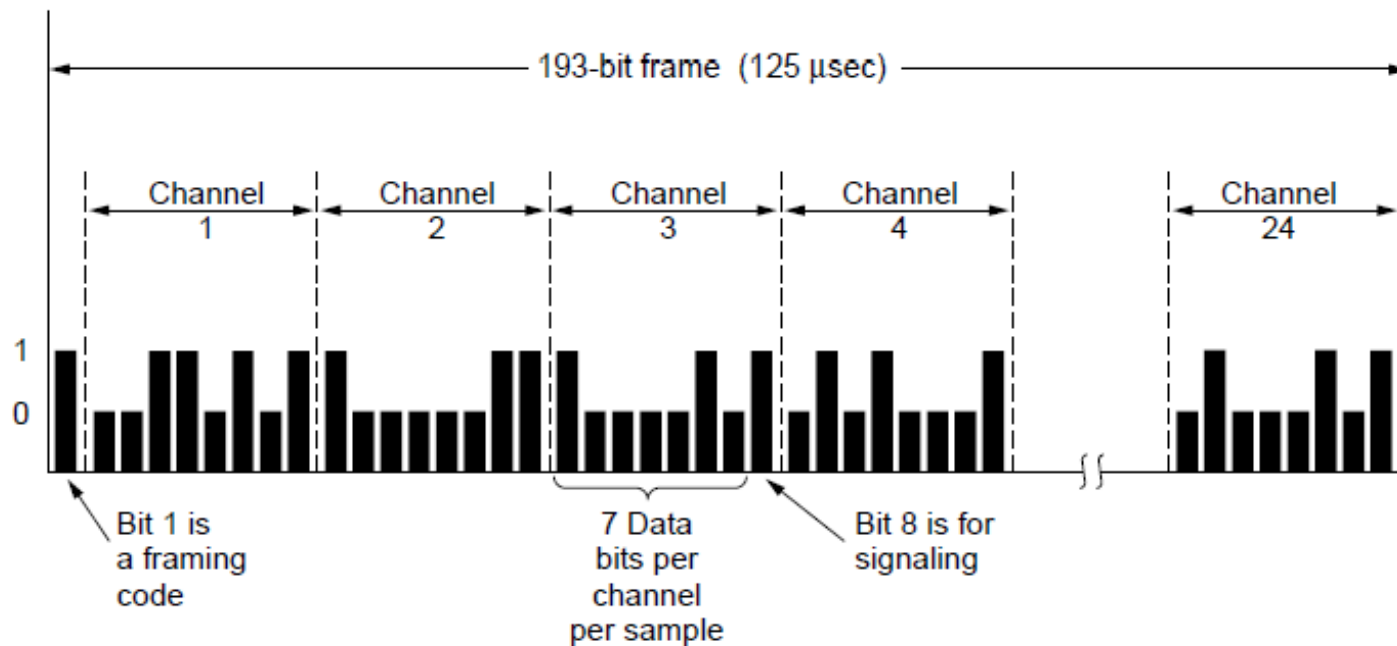 193-bit frame (125 μsec)
Channel
1
Channel
2
Channel
3
Channel
4
Channel
24
1
0
Bit 1 is
a framing
code
7 Data
bits per
channel
per sample
Bit 8 is for
signaling